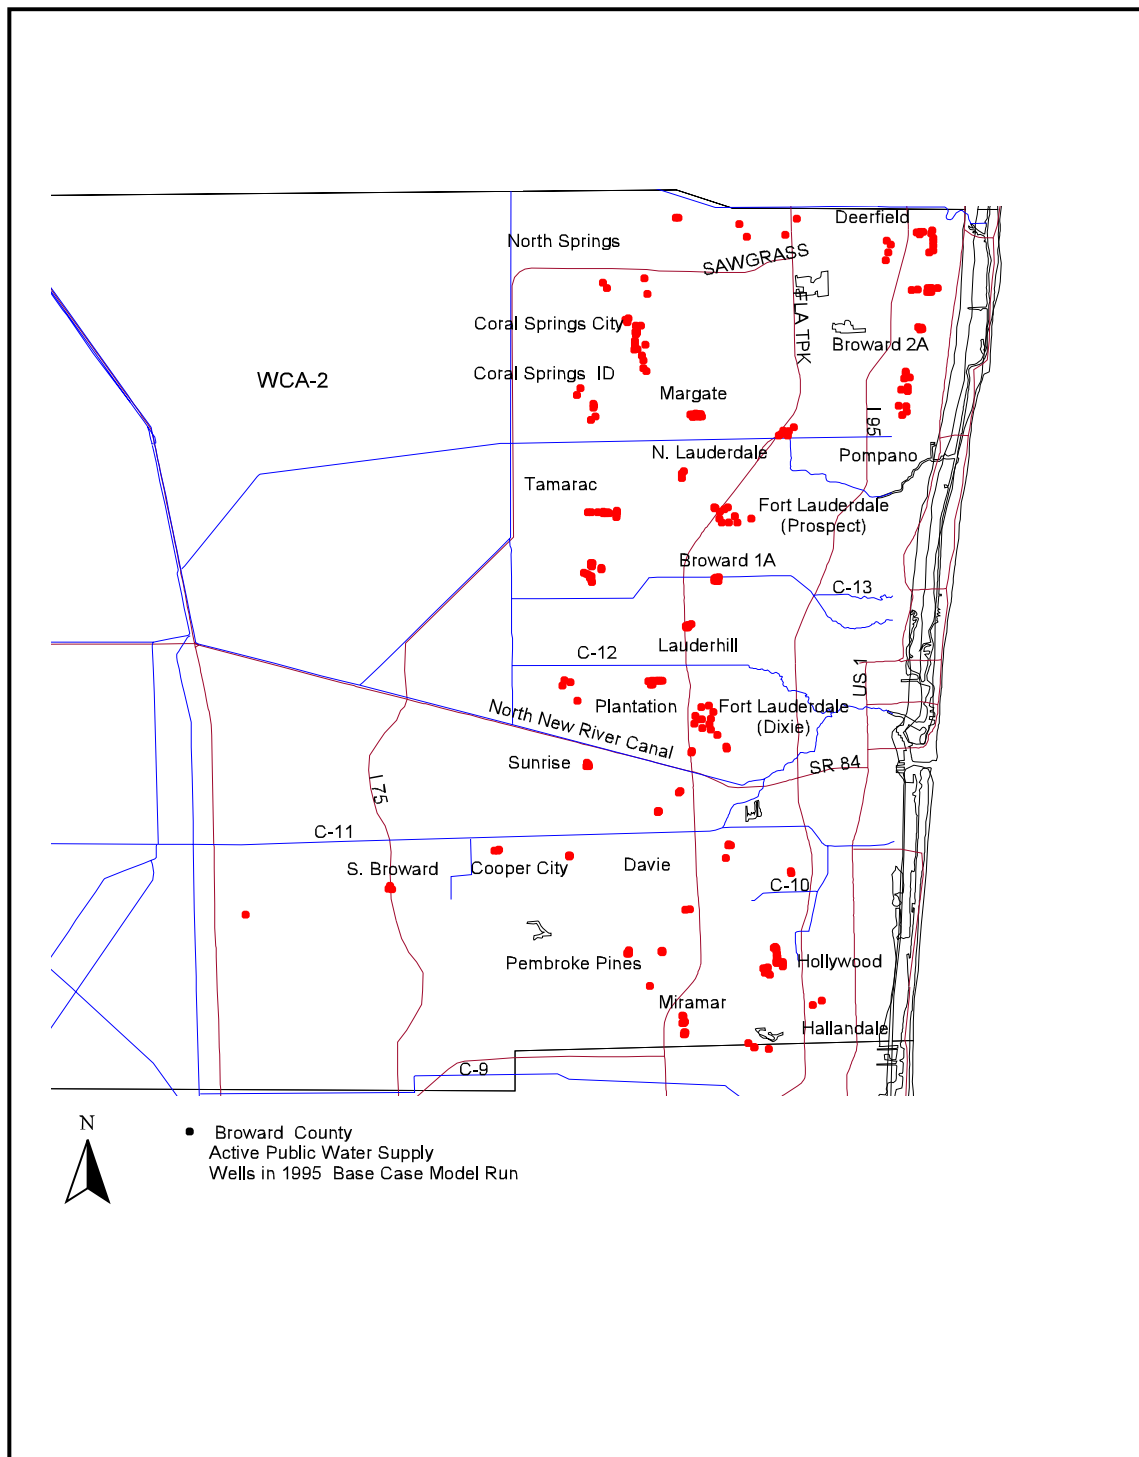 Deerfield
North Springs
SAWGRASS
FLA TPK
Coral Springs City
Broward 2A
Coral Springs ID
WCA-2
Margate
I 95
N. Lauderdale
Pompano
Tamarac
Fort Lauderdale
(Prospect)
Broward 1A
C-13
Lauderhill
C-12
US 1
Plantation
Fort Lauderdale
(Dixie)
North New River Canal
Sunrise
SR 84
I 75
C-11
S. Broward
Cooper City
Davie
C-10
Pembroke Pines
Hollywood
Miramar
Hallandale
C-9
N
Broward County
Active Public Water Supply
Wells in 1995 Base Case Model Run